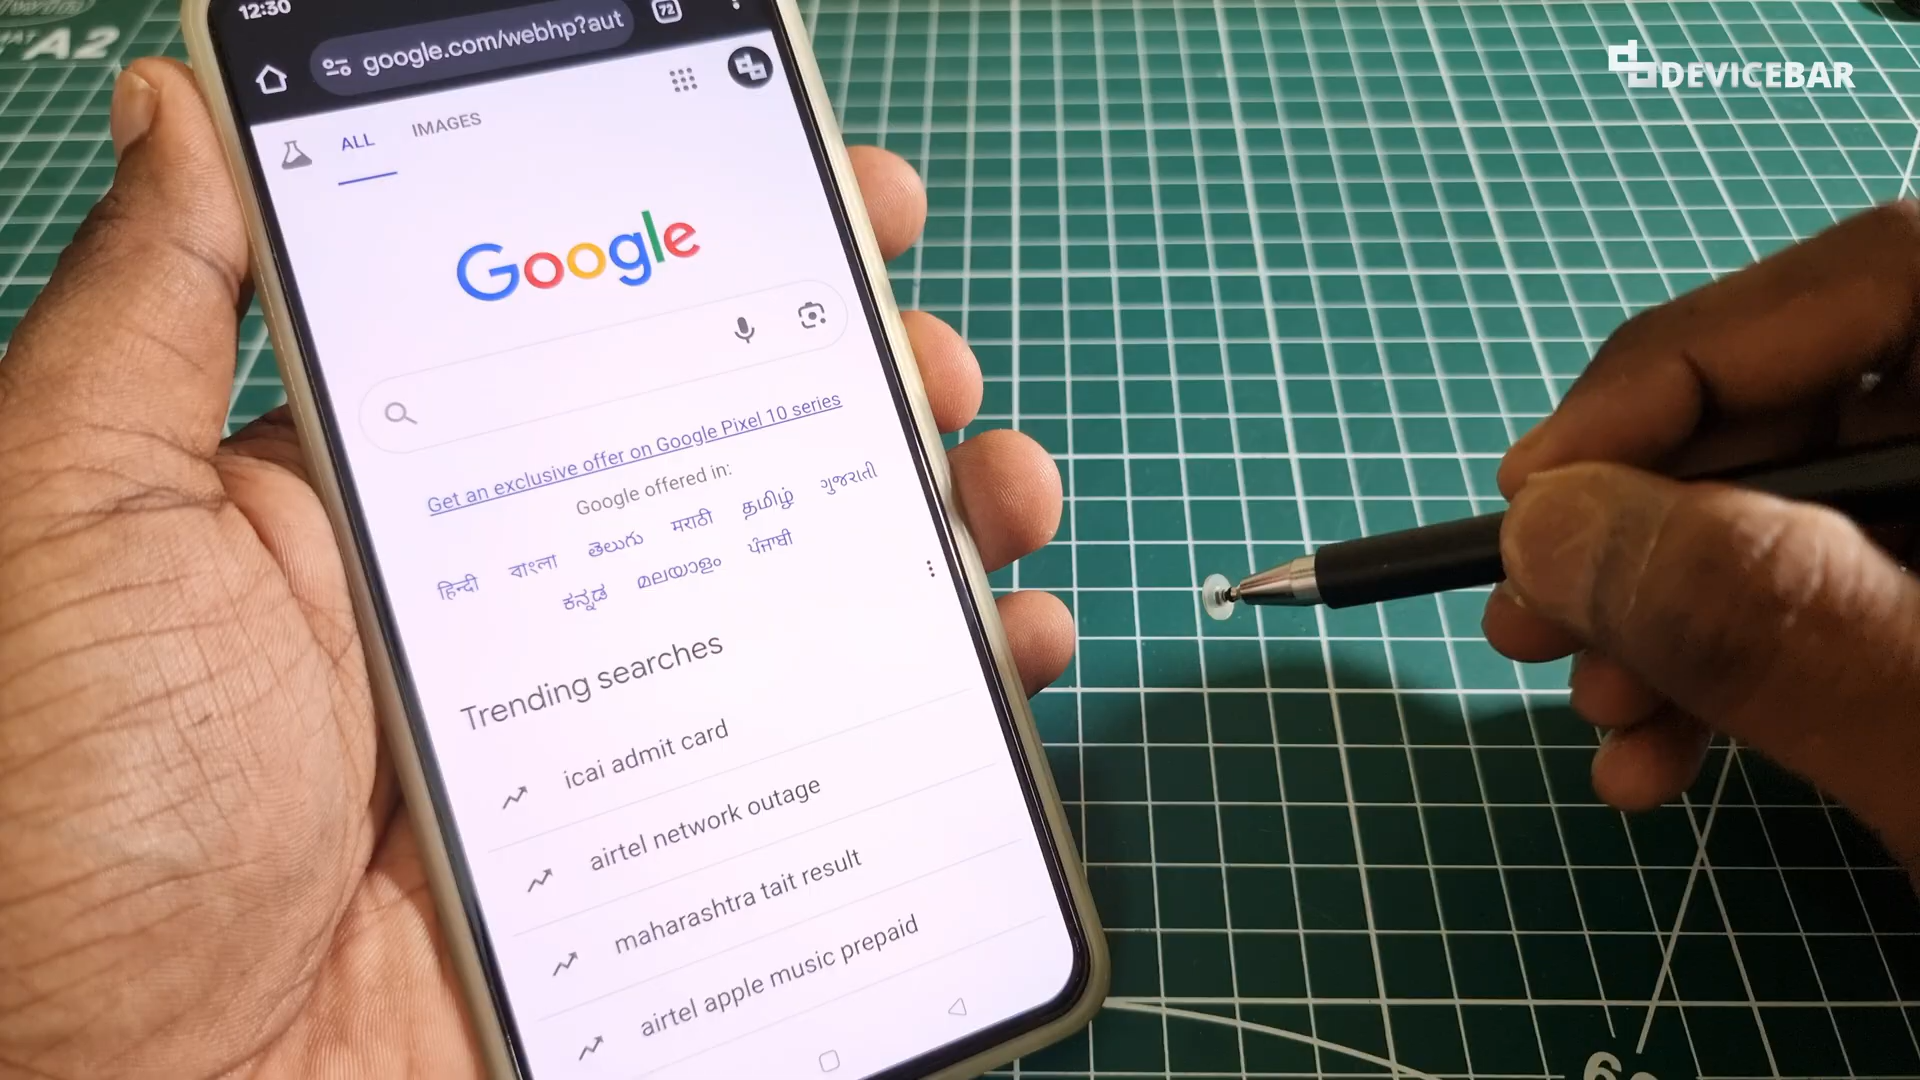 A2
12:30
google.com/webhp?aut
72
DEVICEBAR
ALL IMAGES
Google
Get an exclusive offer on Google Pixel 10 series
Google offered in:
हिन्दी বাংলা తెలుగు मराठी தமிழ் ગુજરાતી
ಕನ್ನಡ മലയാളം ਪੰਜਾਬੀ
Trending searches
icai admit card
airtel network outage
maharashtra tait result
airtel apple music prepaid